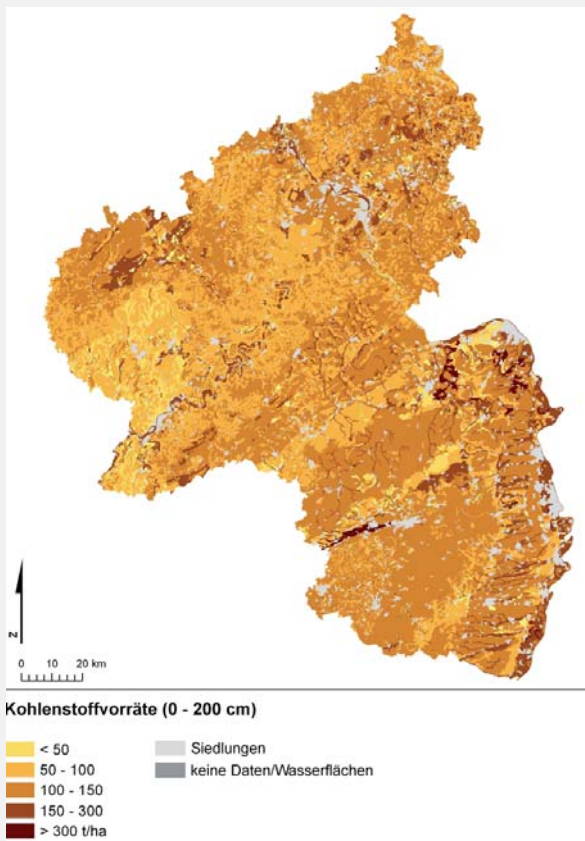 N
0 10 20 km
Kohlenstoffvorräte (0 - 200 cm)
< 50
50 - 100
100 - 150
150 - 300
> 300 t/ha
Siedlungen
keine Daten/Wasserflächen